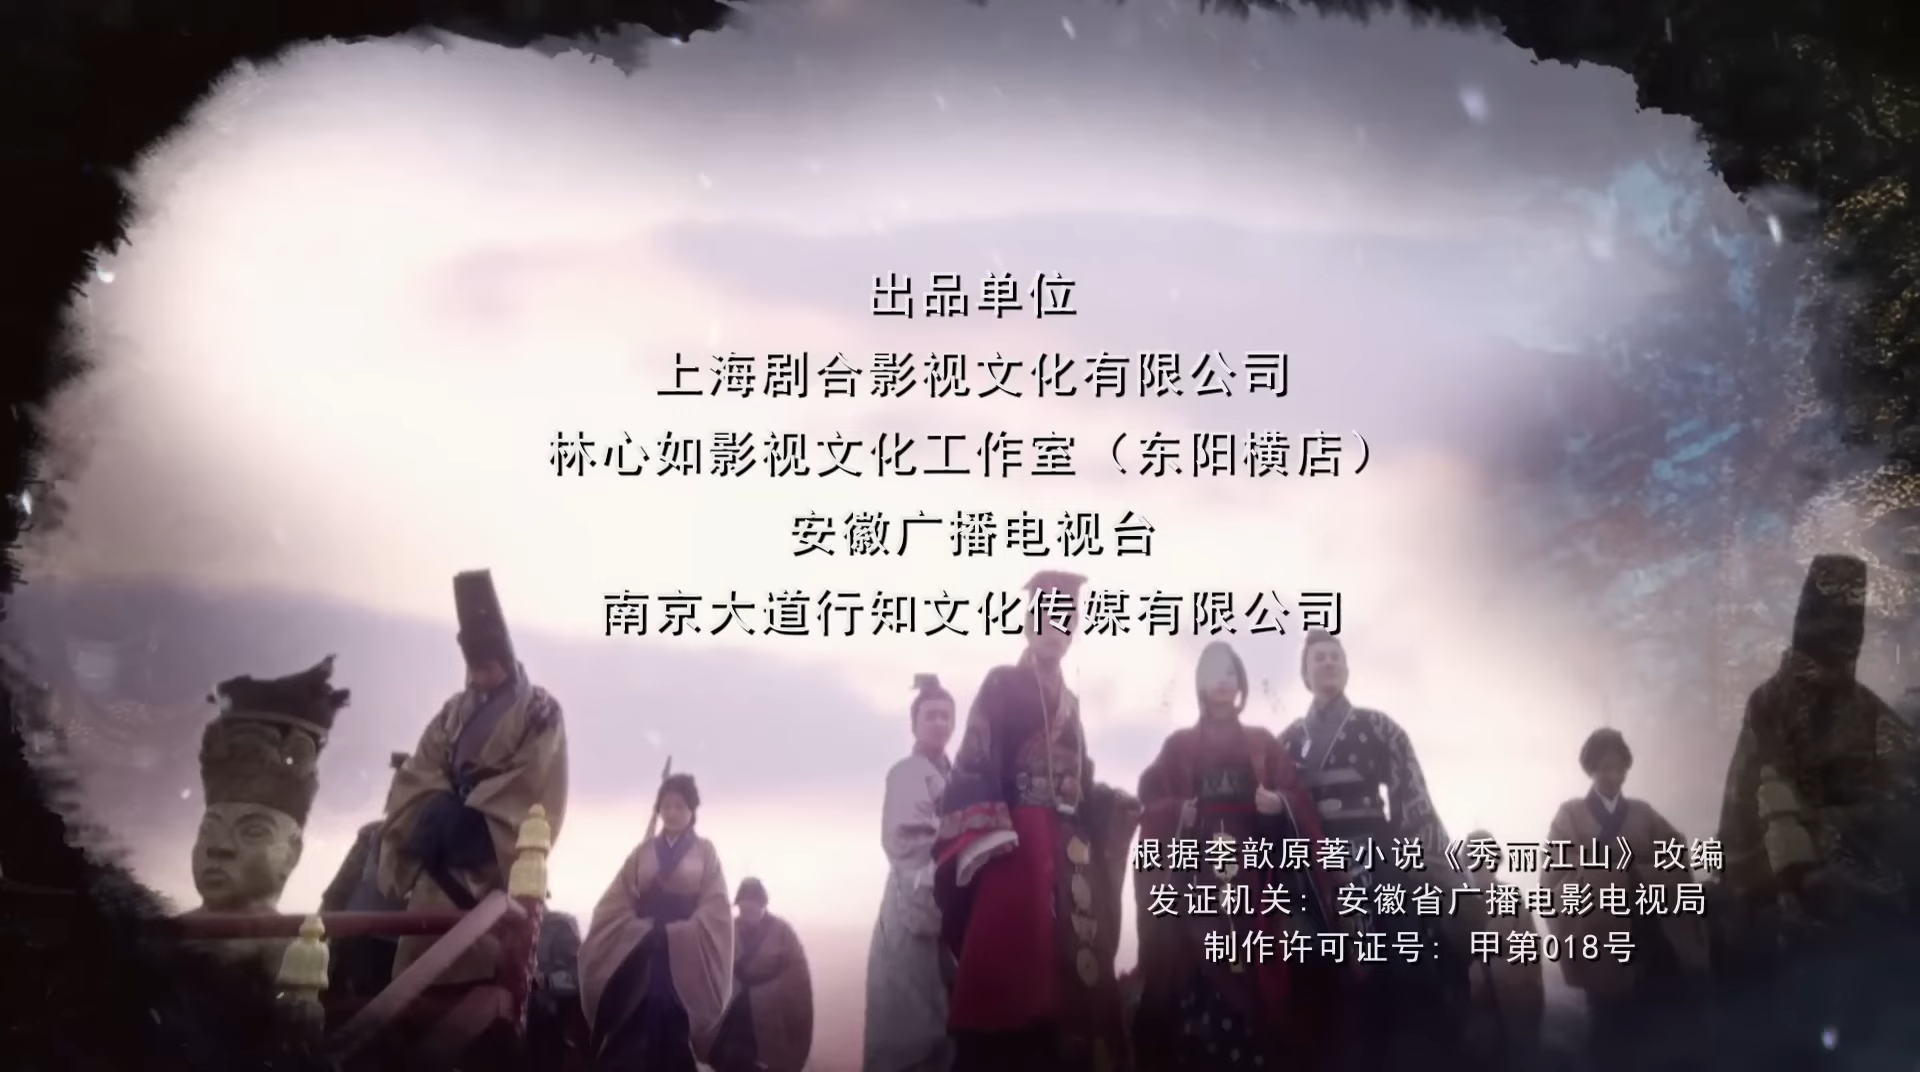 出品单位
上海剧合影视文化有限公司
林心如影视文化工作室（东阳横店）
安徽广播电视台
南京大道行知文化传媒有限公司
根据李歆原著小说《秀丽江山》改编
发证机关：安徽省广播电影电视局
制作许可证号：甲第018号